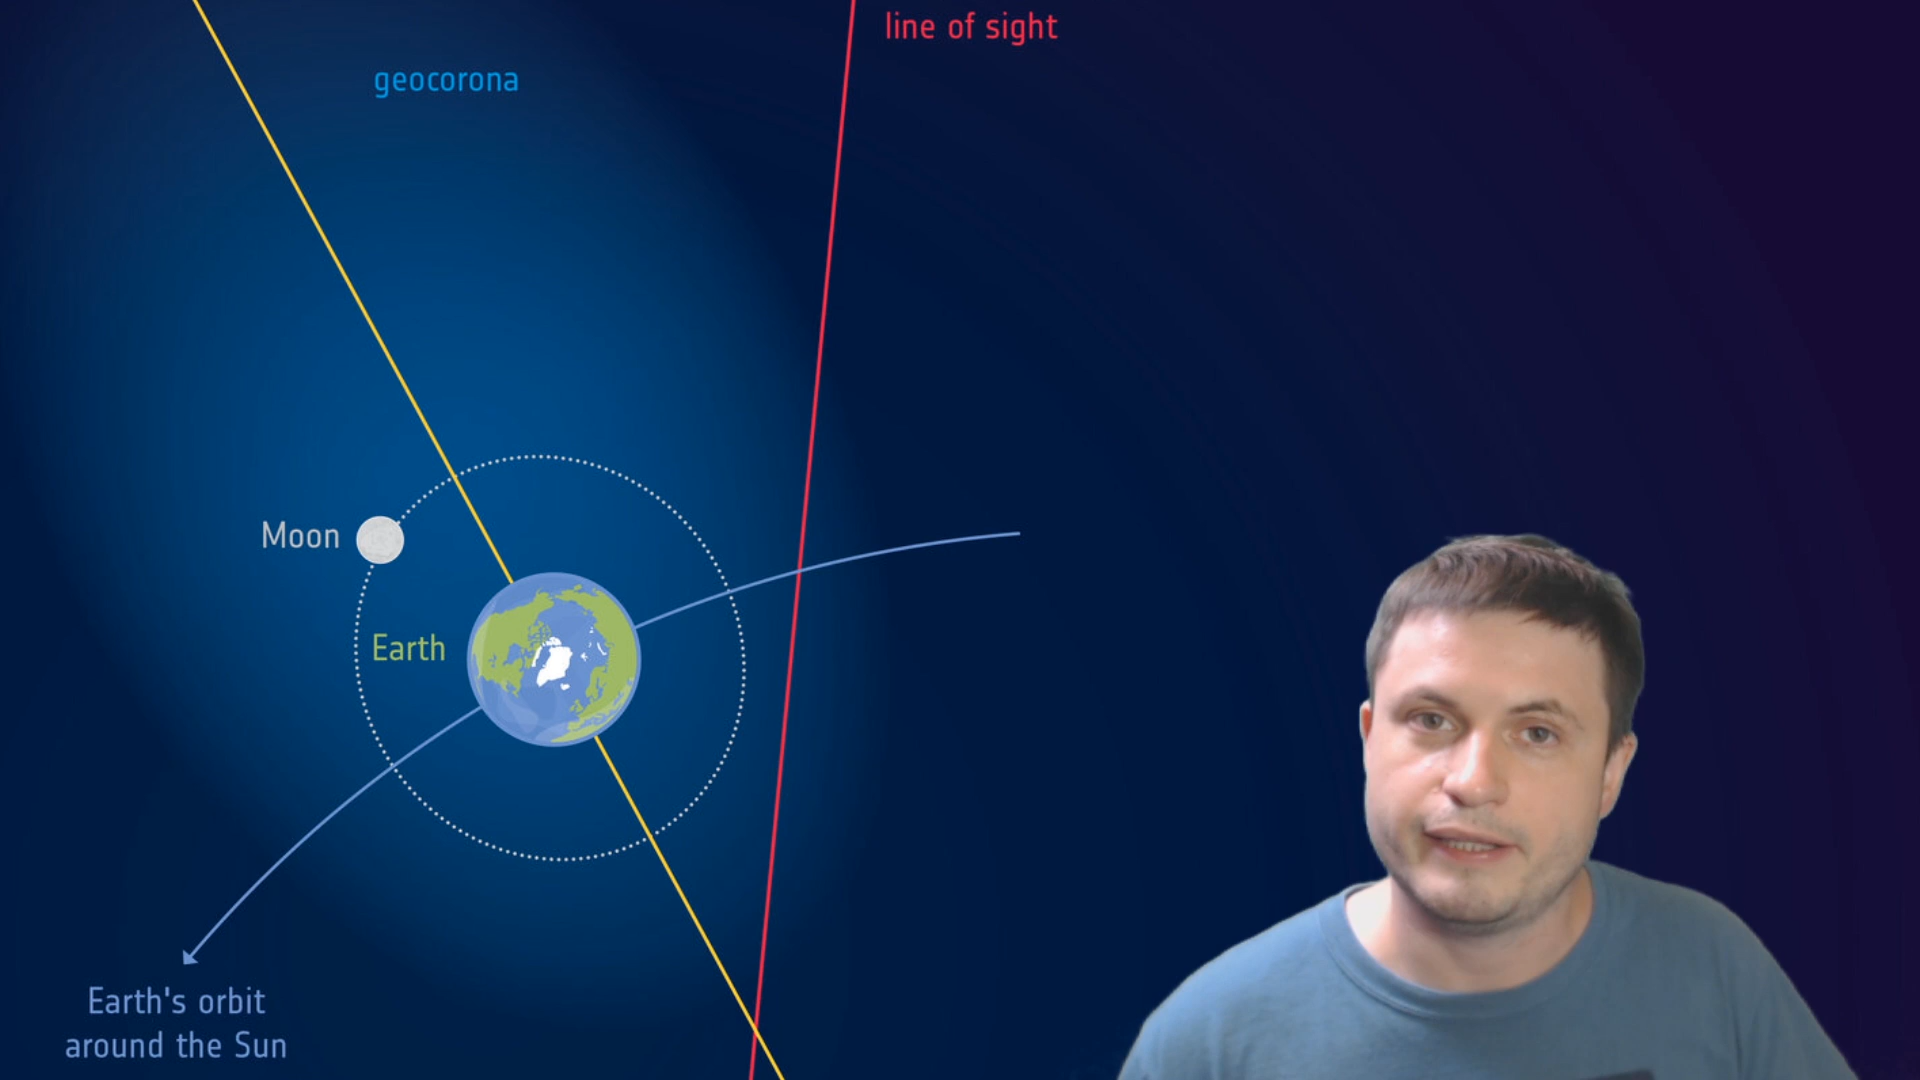 line of sight
geocorona
Moon
Earth
Earth's orbit
around the Sun